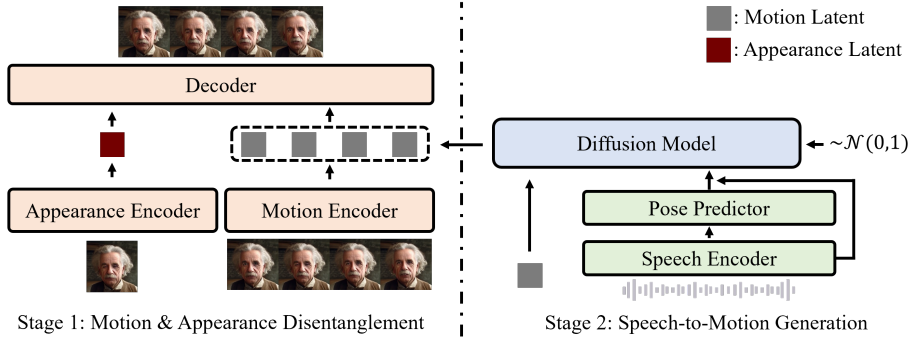 : Motion Latent
: Appearance Latent
Decoder
Appearance Encoder
Motion Encoder
Stage 1: Motion & Appearance Disentanglement
Diffusion Model
~𝒩(0,1)
Pose Predictor
Speech Encoder
Stage 2: Speech-to-Motion Generation